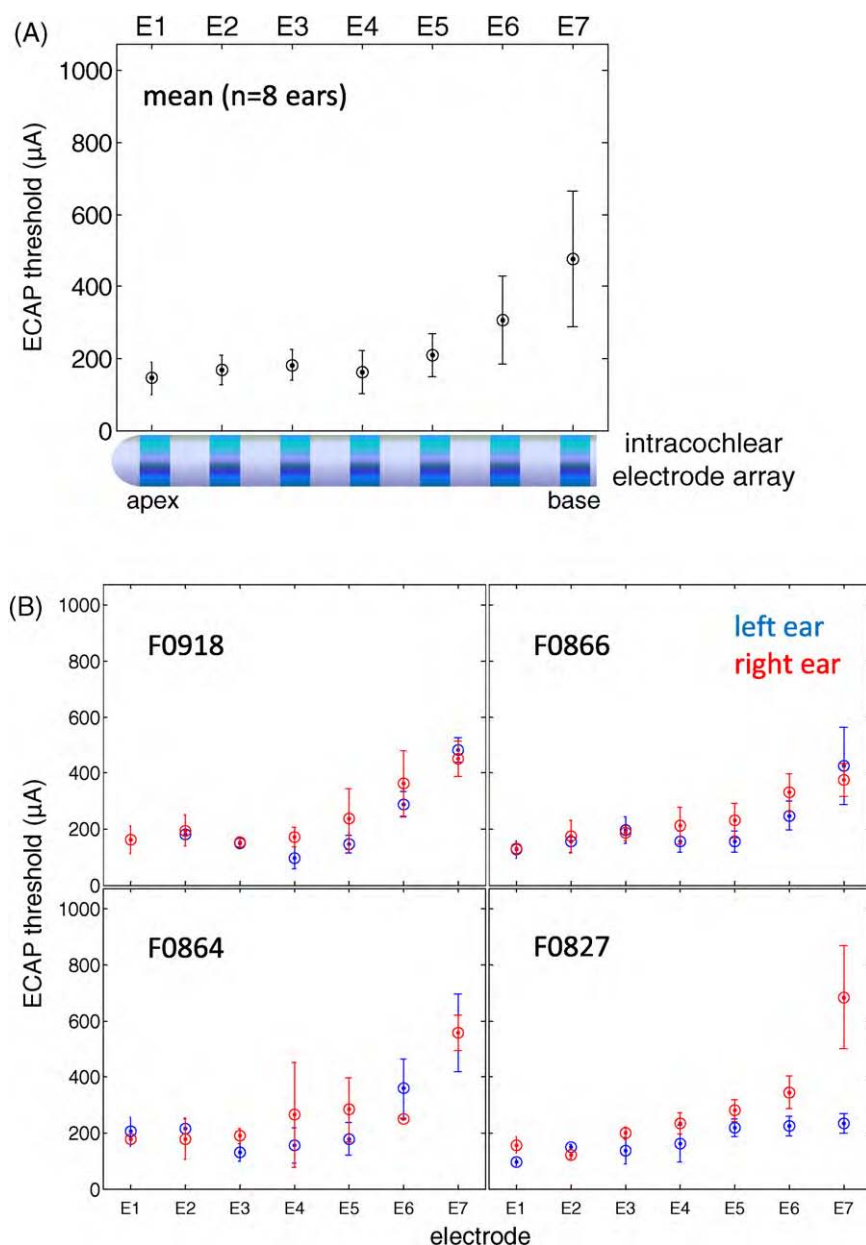 (A)
E1 E2 E3 E4 E5 E6 E7
1000
mean (n=8 ears)
800
600
400
200
0
ECAP threshold (µA)
intracochlear
electrode array
apex base
(B)
1000
800
600
400
200
0
F0918
F0866
left ear
right ear
ECAP threshold (µA)
1000
800
600
400
200
0
F0864
F0827
E1 E2 E3 E4 E5 E6 E7
E1 E2 E3 E4 E5 E6 E7
electrode